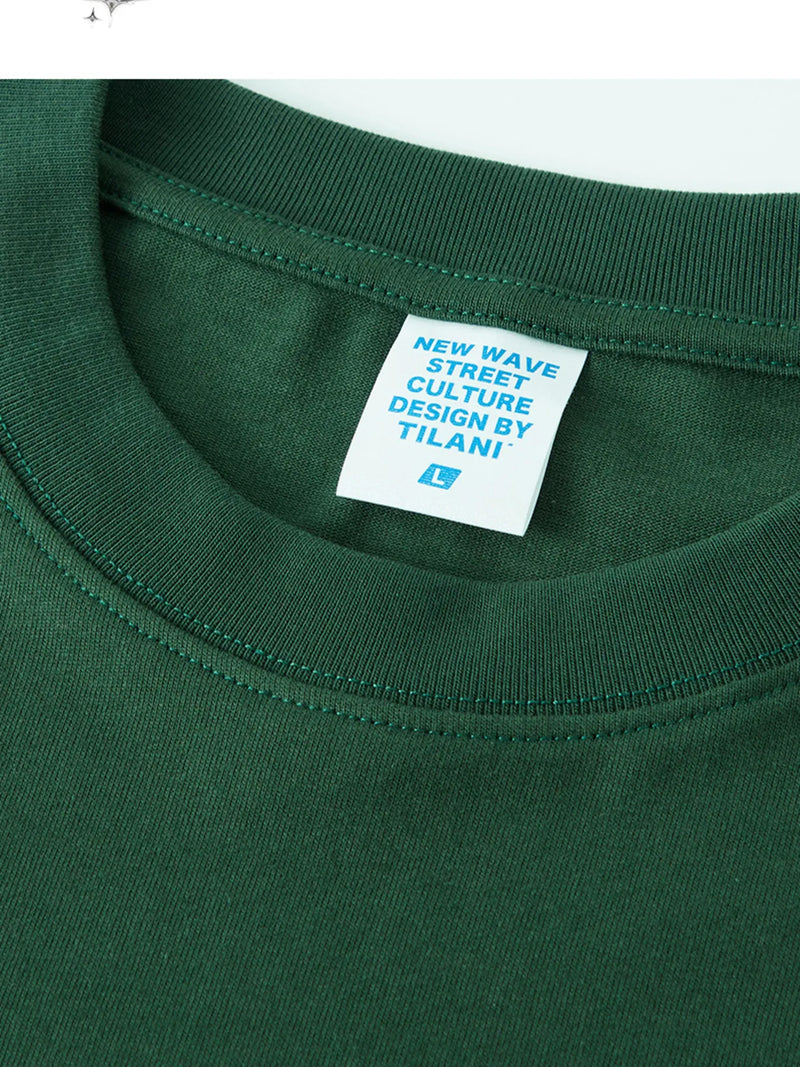 NEW WAVE
STREET
CULTURE
DESIGN BY
TILANI
L